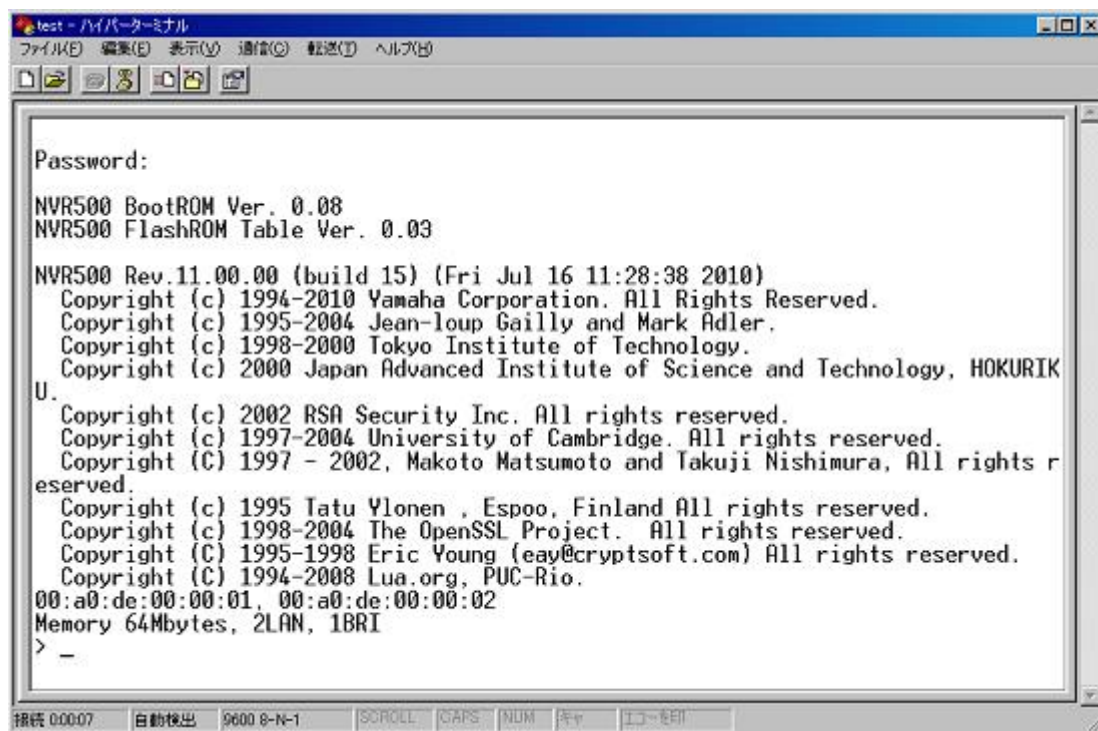 test - ハイパーターミナル
ファイル(F) 編集(E) 表示(V) 通信(C) 転送(T) ヘルプ(H)
Password:
NVR500 BootROM Ver. 0.08
NVR500 FlashROM Table Ver. 0.03
NVR500 Rev.11.00.00 (build 15) (Fri Jul 16 11:28:38 2010)
Copyright (c) 1994-2010 Yamaha Corporation. All Rights Reserved.
Copyright (c) 1995-2004 Jean-loup Gailly and Mark Adler.
Copyright (c) 1998-2000 Tokyo Institute of Technology.
Copyright (c) 2000 Japan Advanced Institute of Science and Technology, HOKURIK
U.
Copyright (c) 2002 RSA Security Inc. All rights reserved.
Copyright (c) 1997-2004 University of Cambridge. All rights reserved.
Copyright (C) 1997 - 2002, Makoto Matsumoto and Takuji Nishimura, All rights r
eserved.
Copyright (c) 1995 Tatu Ylonen , Espoo, Finland All rights reserved.
Copyright (c) 1998-2004 The OpenSSL Project.  All rights reserved.
Copyright (c) 1995-1998 Eric Young (eay@cryptsoft.com) All rights reserved.
Copyright (C) 1994-2008 Lua.org, PUC-Rio.
00:a0:de:00:00:01, 00:a0:de:00:00:02
Memory 64Mbytes, 2LAN, 1BRI
> _
接続 0:00:07 自動検出 9600 8-N-1 SCROLL CAPS NUM キャ エコーを印